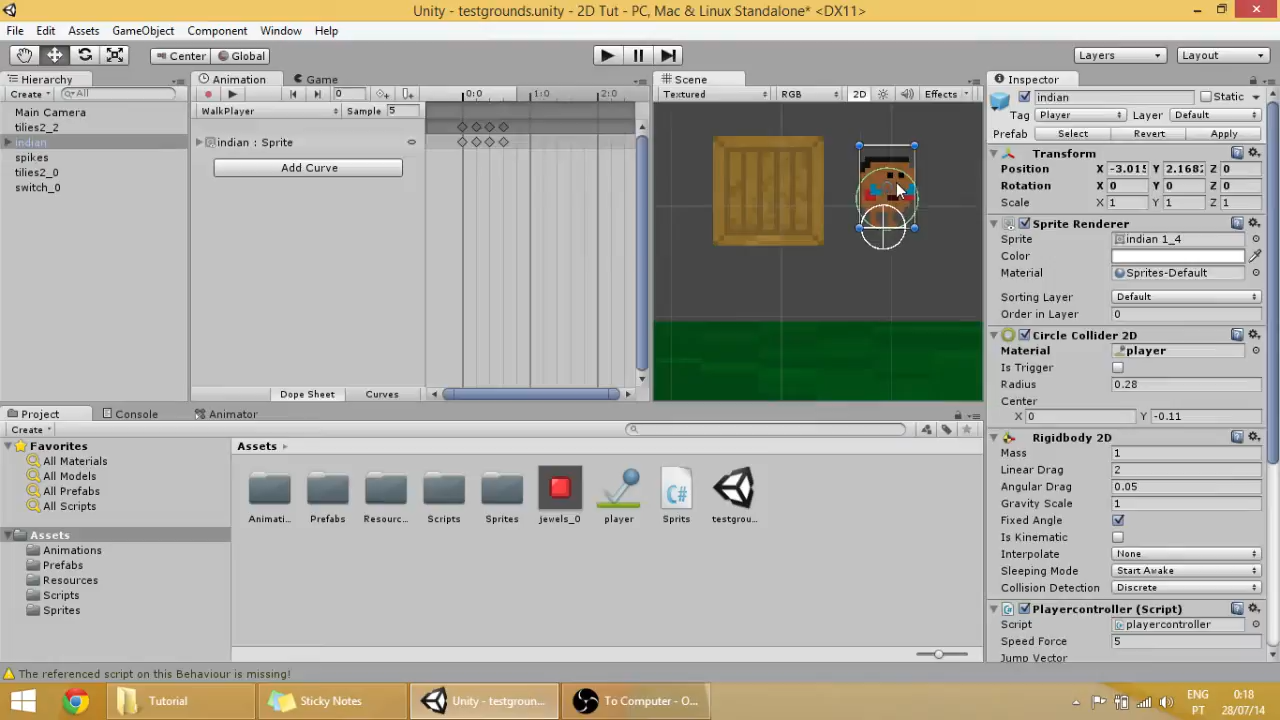 Unity - testgrounds.unity - 2D Tut - PC, Mac & Linux Standalone* <DX11>
File Edit Assets GameObject Component Window Help
Center Global Layers Layout
Hierarchy
Create All
Main Camera
tilies2_2
indian
spikes
tilies2_0
switch_0
Animation Game
0 0:0 1:0 2:0
WalkPlayer Sample 5
indian : Sprite
Add Curve
Dope Sheet Curves
Scene
Textured RGB 2D Effects
Inspector
indian Static
Tag Player Layer Default
Prefab Select Revert Apply
Transform
Position X -3.015 Y 2.1682 Z 0
Rotation X 0 Y 0 Z 0
Scale X 1 Y 1 Z 1
Sprite Renderer
Sprite indian 1_4
Color
Material Sprites-Default
Sorting Layer Default
Order in Layer 0
Circle Collider 2D
Material player
Is Trigger
Radius 0.28
Center
X 0 Y -0.11
Rigidbody 2D
Mass 1
Linear Drag 2
Angular Drag 0.05
Gravity Scale 1
Fixed Angle
Is Kinematic
Interpolate None
Sleeping Mode Start Awake
Collision Detection Discrete
Playercontroller (Script)
Script playercontroller
Speed Force 5
Jump Vector
Project Console Animator
Create
Favorites
All Materials
All Models
All Prefabs
All Scripts
Assets
Animations
Prefabs
Resources
Scripts
Sprites
Assets
Animati... Prefabs Resourc... Scripts Sprites jewels_0 player Sprits testgrou...
The referenced script on this Behaviour is missing!
Tutorial Sticky Notes Unity - testgroun... To Computer - O...
ENG 0:18
PT 28/07/14